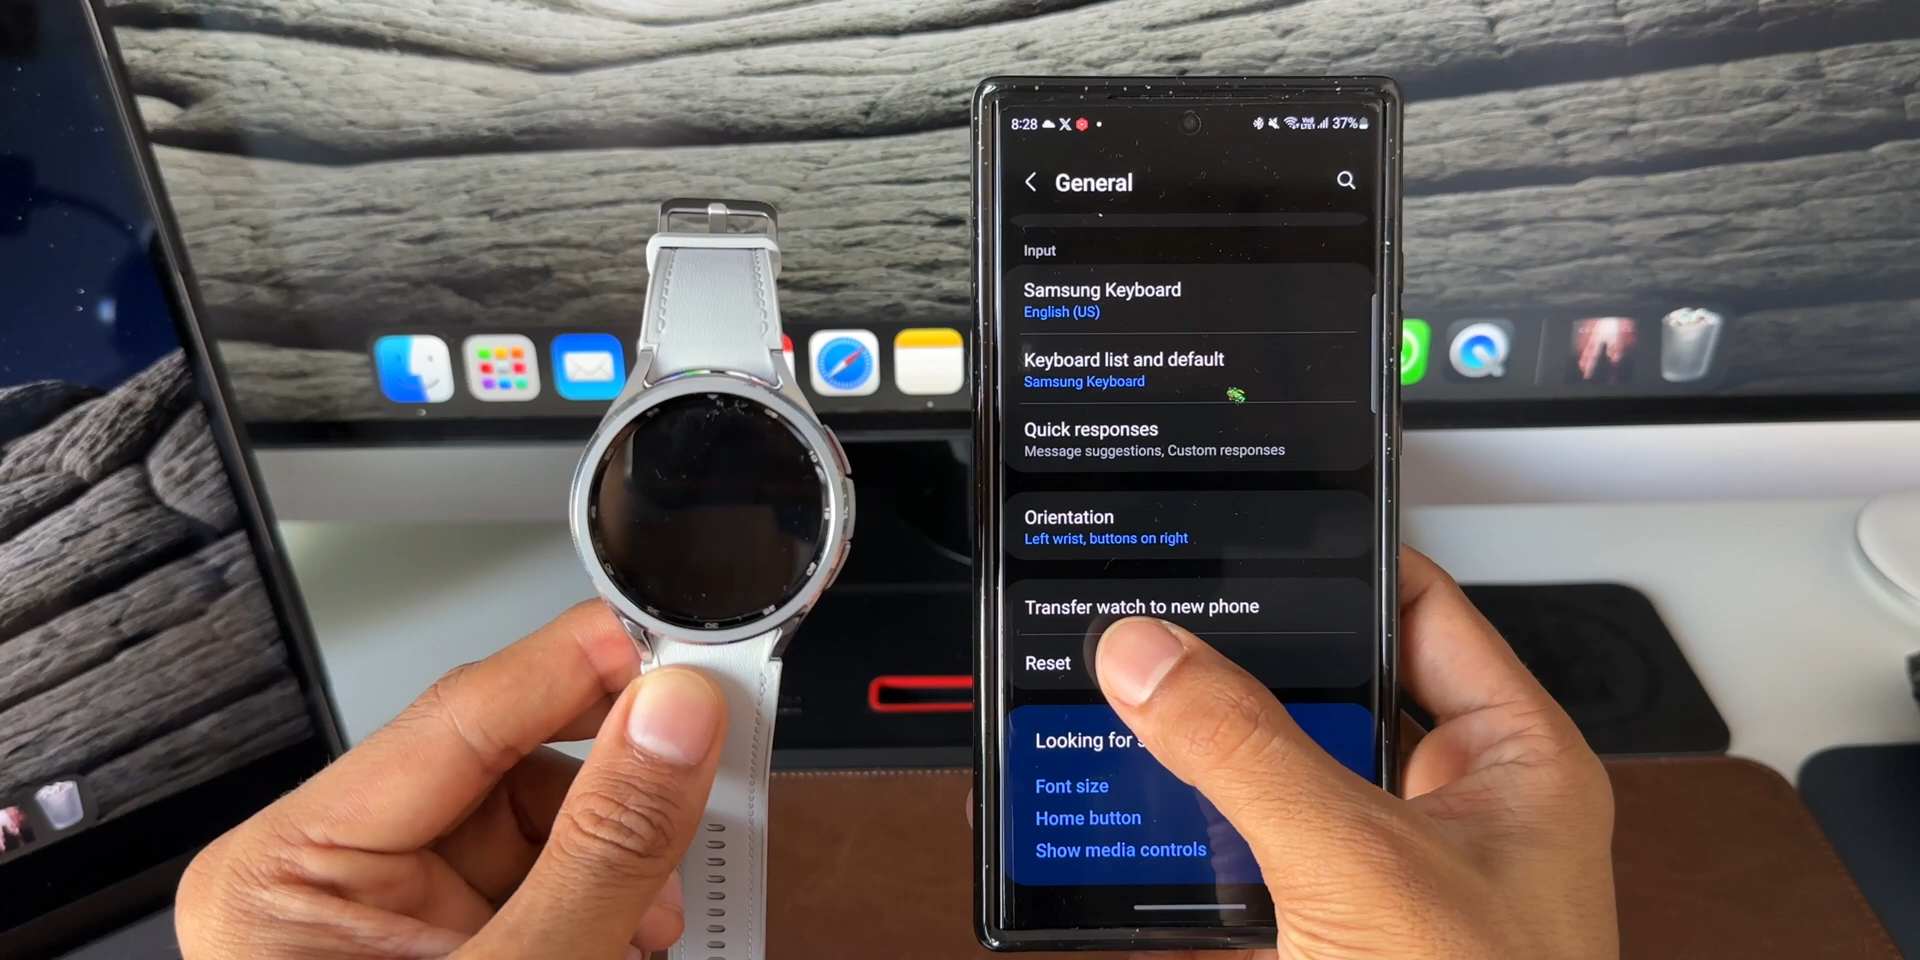 8:28
37%
General
Input
Samsung Keyboard
English (US)
Keyboard list and default
Samsung Keyboard
Quick responses
Message suggestions, Custom responses
Orientation
Left wrist, buttons on right
Transfer watch to new phone
Reset
Looking for
Font size
Home button
Show media controls